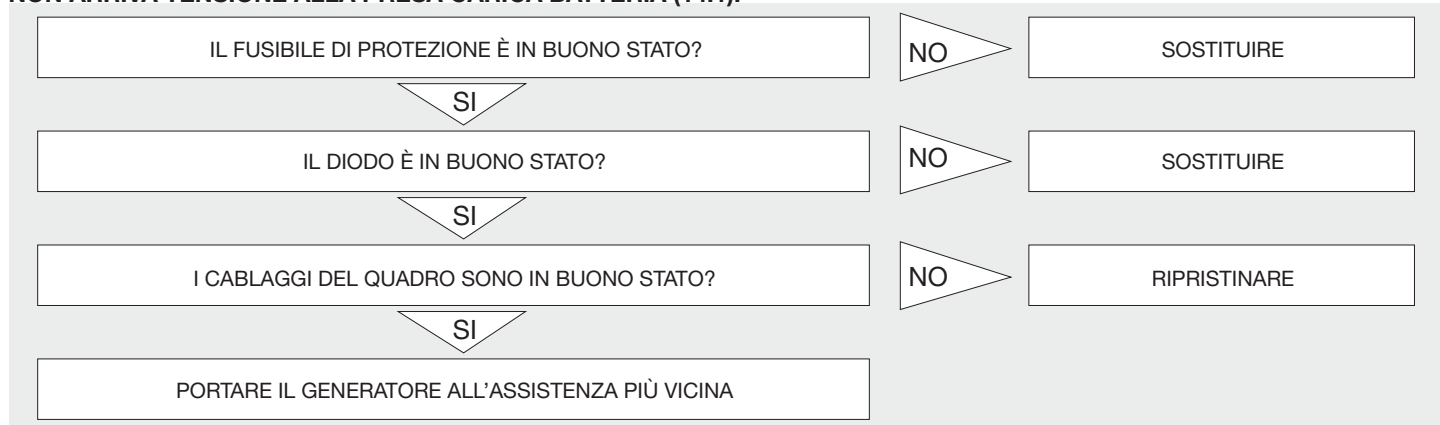 NON ARRIVA TENSIONE ALLA PRESA CARICA BATTERIA
IL FUSIBILE DI PROTEZIONE È IN BUONO STATO? NO SOSTITUIRE
SI
IL DIODO È IN BUONO STATO? NO SOSTITUIRE
SI
I CABLAGGI DEL QUADRO SONO IN BUONO STATO? NO RIPRISTINARE
SI
PORTARE IL GENERATORE ALL'ASSISTENZA PIÙ VICINA